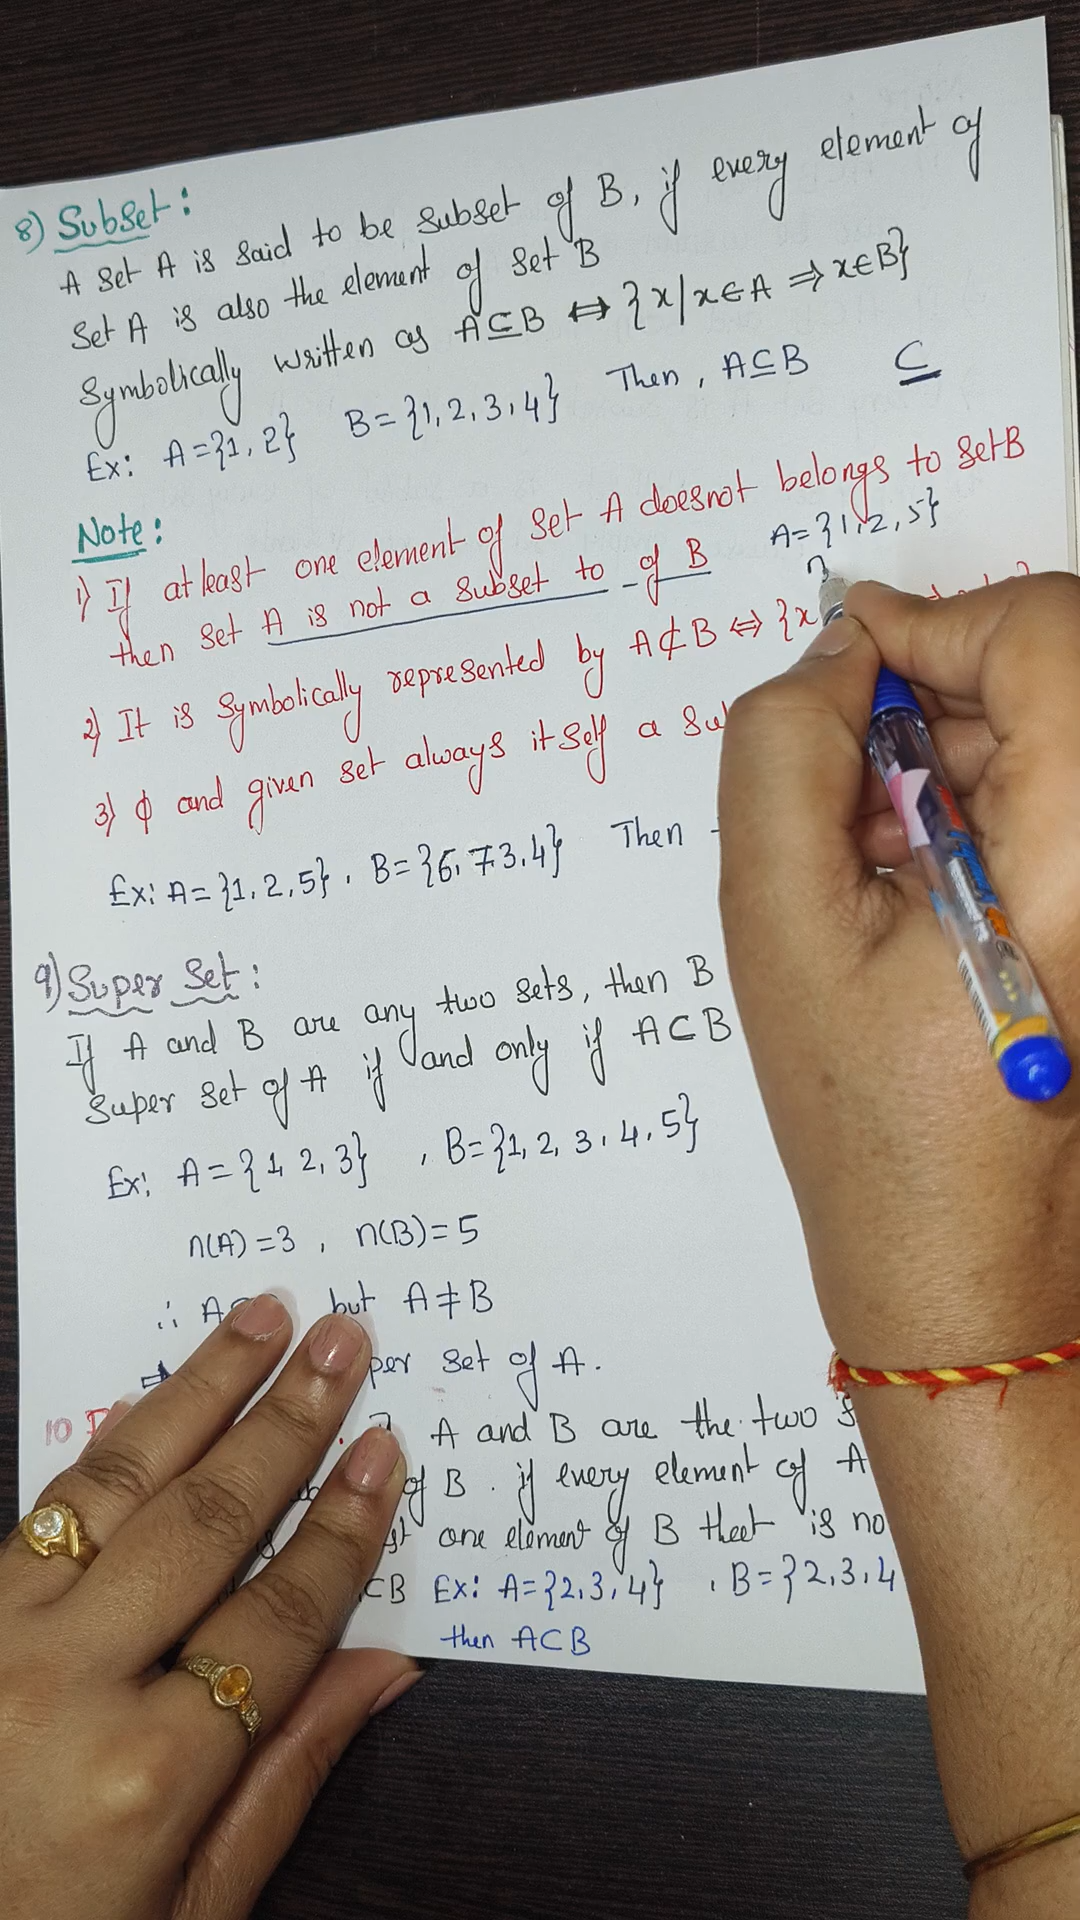 8) Subset:
A set A is said to be subset of B, if every element of
set A is also the element of set B
Symbolically written as A⊆B ⇔ {x/x∈A ⇒ x∈B}
Ex: A={1, 2} B={1,2,3,4} Then, A⊆B ⊆
Note:
1) If atleast one element of set A doesnot belongs to set B
A={1,2,5}
then set A is not a subset to - of B
n
2) It is symbolically represented by A⊄B ⇔ {x
3) ϕ and given set always itself a su
Ex: A={1,2,5}, B={6,73,4} Then
9) Super Set:
If A and B are any two sets, then B
super set of A if and only if A⊂B
Ex: A={1,2,3} , B={1,2,3,4,5}
n(A)=3 , n(B)=5
∴ A but A≠B
per set of A.
10
A and B are the two
of B. if every element of A
one element of B that is no
⊂B Ex: A={2,3,4} , B={2,3,4
then A⊂B